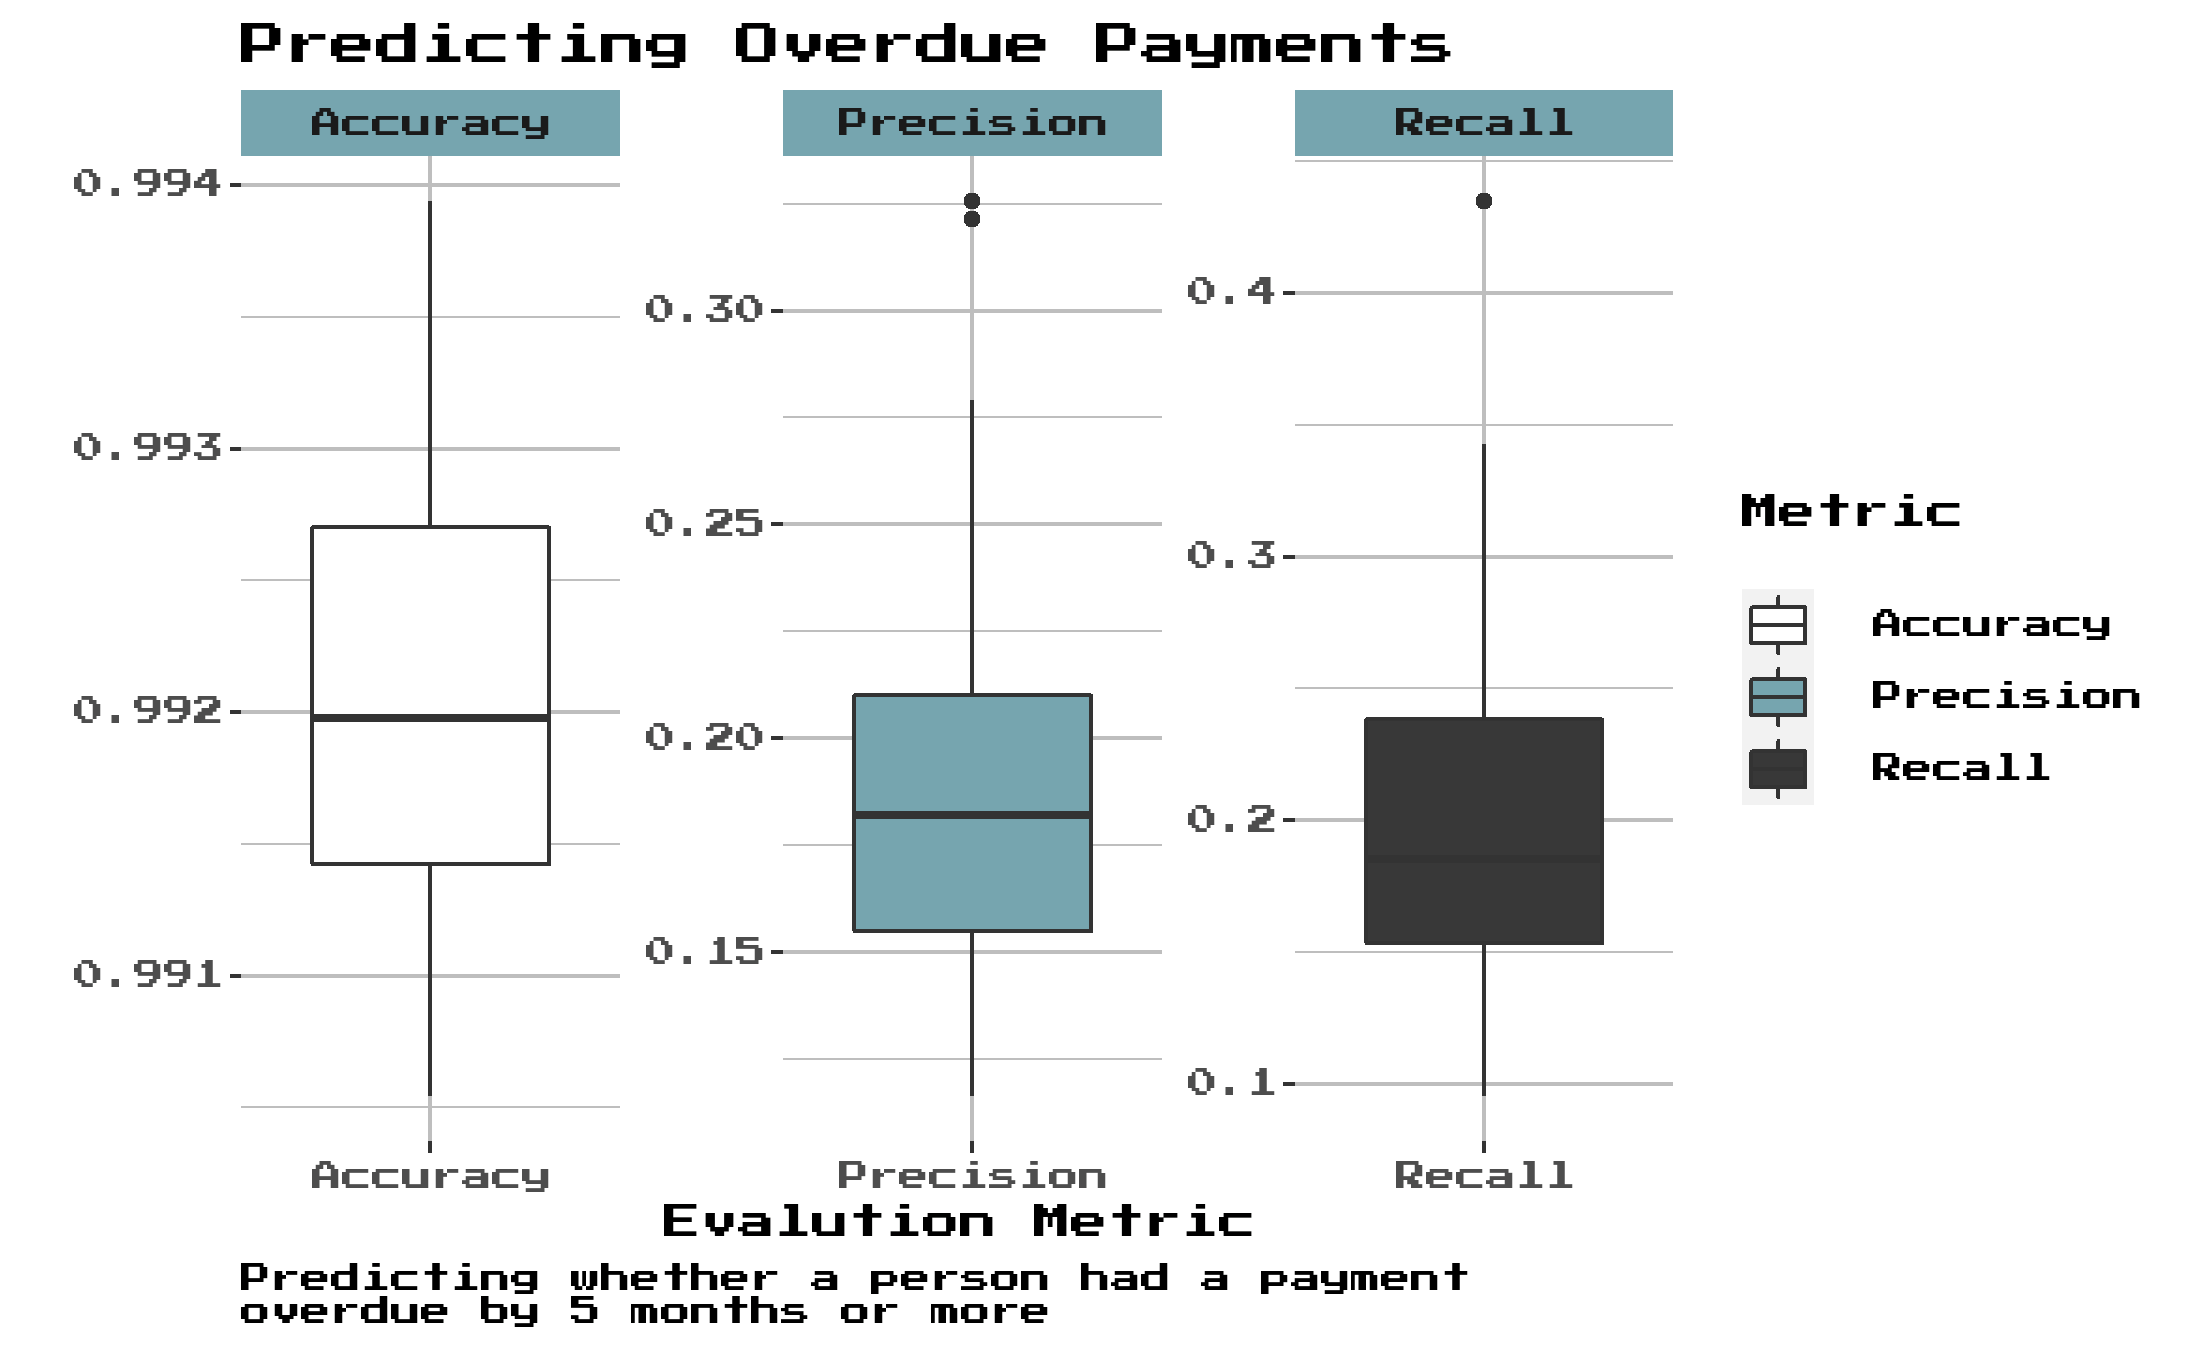 Predicting Overdue Payments
Accuracy
Precision
Recall
0.994
0.993
0.992
0.991
0.30
0.25
0.20
0.15
0.4
0.3
0.2
0.1
Accuracy
Precision
Recall
Evalution Metric
Predicting whether a person had a payment
overdue by 5 months or more
Metric
Accuracy
Precision
Recall